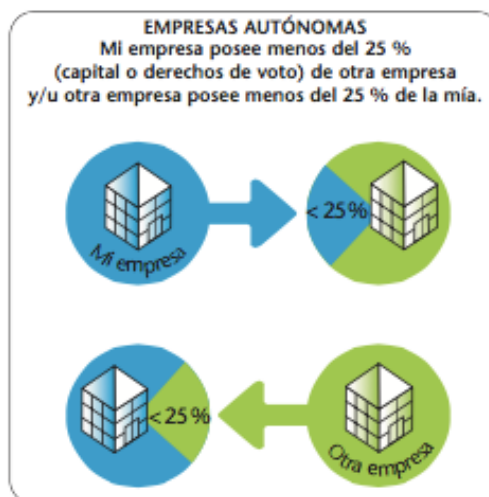 EMPRESAS AUTÓNOMAS
Mi empresa posee menos del 25 %
(capital o derechos de voto) de otra empresa
y/u otra empresa posee menos del 25 % de la mía.
Mi empresa
< 25 %
< 25 %
Otra empresa